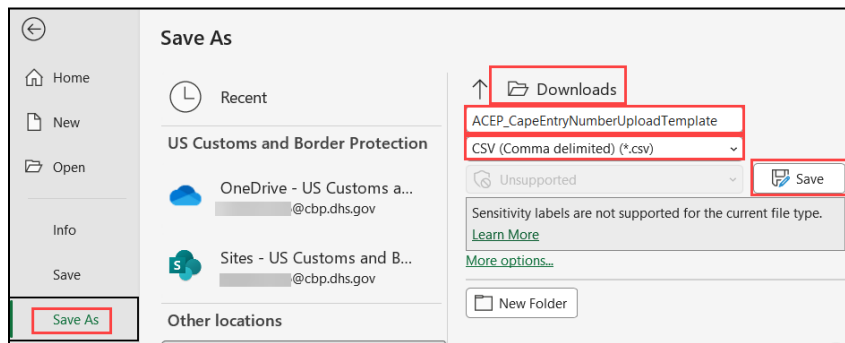 Save As
Home
New
Open
Info
Save
Save As
Recent
US Customs and Border Protection
OneDrive - US Customs a...
@cbp.dhs.gov
Sites - US Customs and B...
@cbp.dhs.gov
Other locations
Downloads
ACEP_CapeEntryNumberUploadTemplate
CSV (Comma delimited) (*.csv)
Unsupported
Save
Sensitivity labels are not supported for the current file type.
Learn More
More options...
New Folder